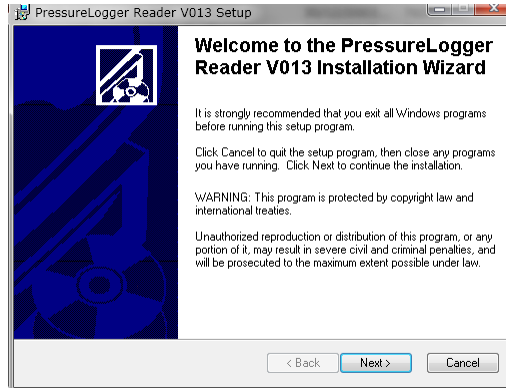 PressureLogger Reader V013 Setup
Welcome to the PressureLogger
Reader V013 Installation Wizard
It is strongly recommended that you exit all Windows programs
before running this setup program.
Click Cancel to quit the setup program, then close any programs
you have running. Click Next to continue the installation.
WARNING: This program is protected by copyright law and
international treaties.
Unauthorized reproduction or distribution of this program, or any
portion of it, may result in severe civil and criminal penalties, and
will be prosecuted to the maximum extent possible under law.
< Back Next > Cancel